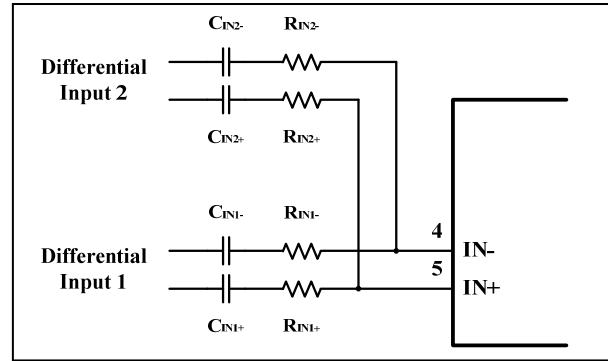 CIN2- RIN2-
Differential
Input 2
CIN2+ RIN2+
CIN1- RIN1-
4
Differential
Input 1
IN-
5
IN+
CIN1+ RIN1+